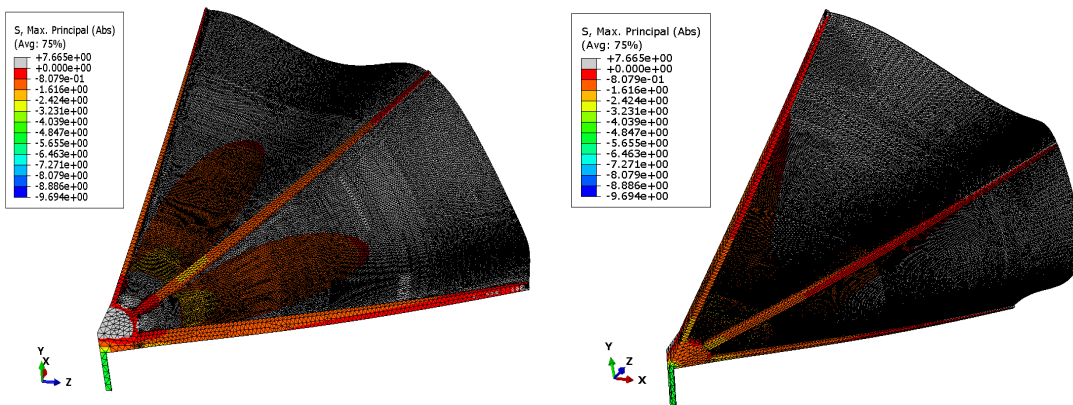 S, Max. Principal (Abs)
(Avg: 75%)
+7.665e+00
+0.000e+00
-8.079e-01
-1.616e+00
-2.424e+00
-3.231e+00
-4.039e+00
-4.847e+00
-5.655e+00
-6.463e+00
-7.271e+00
-8.079e+00
-8.886e+00
-9.694e+00
Y
X
Z
S, Max. Principal (Abs)
(Avg: 75%)
+7.665e+00
+0.000e+00
-8.079e-01
-1.616e+00
-2.424e+00
-3.231e+00
-4.039e+00
-4.847e+00
-5.655e+00
-6.463e+00
-7.271e+00
-8.079e+00
-8.886e+00
-9.694e+00
Y
Z
X